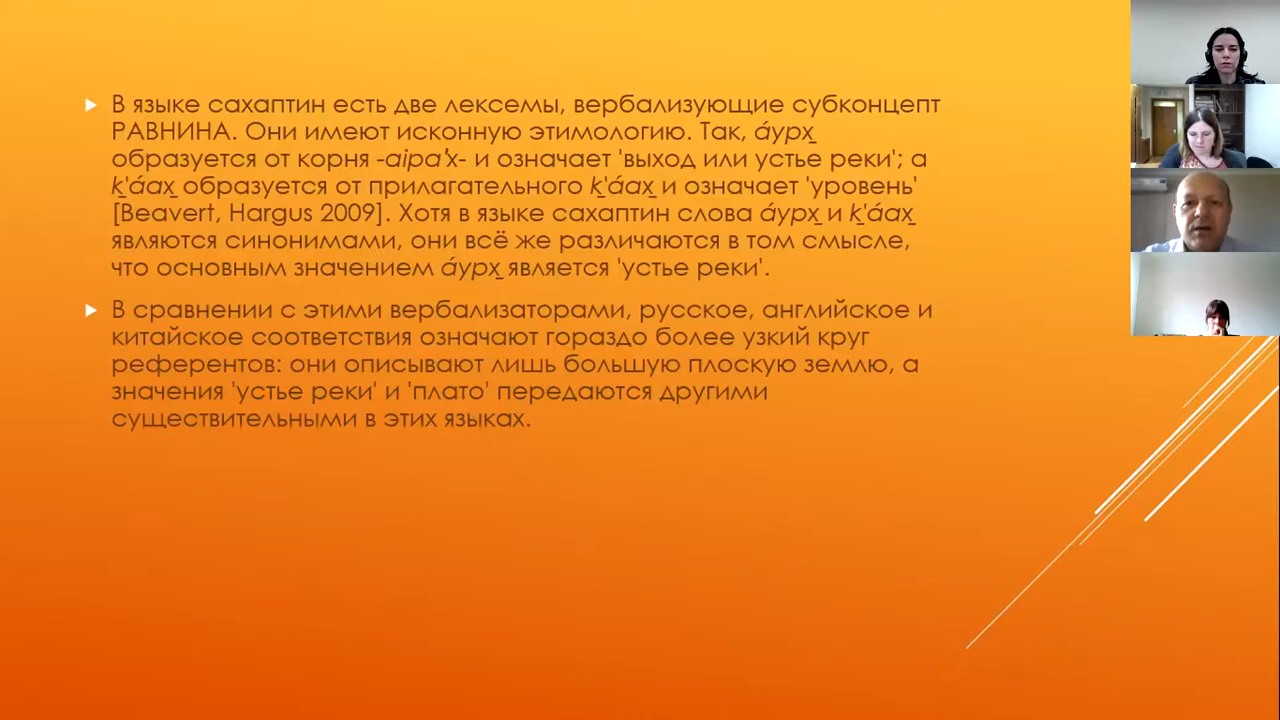 В языке сахаптин есть две лексемы, вербализующие субконцепт
РАВНИНА. Они имеют исконную этимологию. Так, áypx̲
образуется от корня -aipa'x- и означает 'выход или устье реки'; а
ḵ'áax̲ образуется от прилагательного ḵ'áax̲ и означает 'уровень'
[Beavert, Hargus 2009]. Хотя в языке сахаптин слова áypx̲ и ḵ'áax̲
являются синонимами, они всё же различаются в том смысле,
что основным значением áypx̲ является 'устье реки'.
В сравнении с этими вербализаторами, русское, английское и
китайское соответствия означают гораздо более узкий круг
референтов: они описывают лишь большую плоскую землю, а
значения 'устье реки' и 'плато' передаются другими
существительными в этих языках.